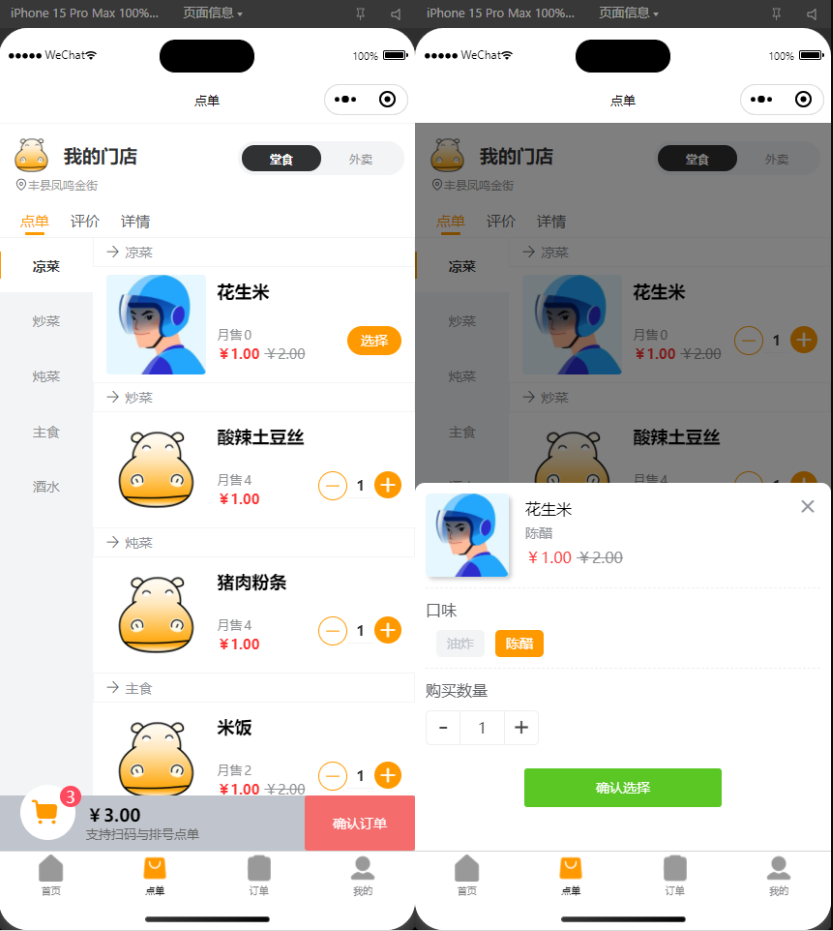 iPhone 15 Pro Max 100%...
页面信息
WeChat
100%
点单
我的门店
堂食
外卖
丰县凤鸣金街
点单
评价
详情
凉菜
炒菜
炖菜
主食
酒水
凉菜
花生米
月售0
￥1.00 ￥2.00
选择
炒菜
酸辣土豆丝
月售4
￥1.00
1
炖菜
猪肉粉条
月售4
￥1.00
1
主食
米饭
月售2
￥1.00 ￥2.00
1
3
￥3.00
支持扫码与排号点单
确认订单
首页
点单
订单
我的
iPhone 15 Pro Max 100%...
页面信息
WeChat
100%
点单
我的门店
堂食
外卖
丰县凤鸣金街
点单
评价
详情
凉菜
炒菜
炖菜
主食
凉菜
花生米
月售0
￥1.00 ￥2.00
1
炒菜
酸辣土豆丝
花生米
陈醋
￥1.00 ￥2.00
口味
油炸
陈醋
购买数量
- 1 +
确认选择
首页
点单
订单
我的